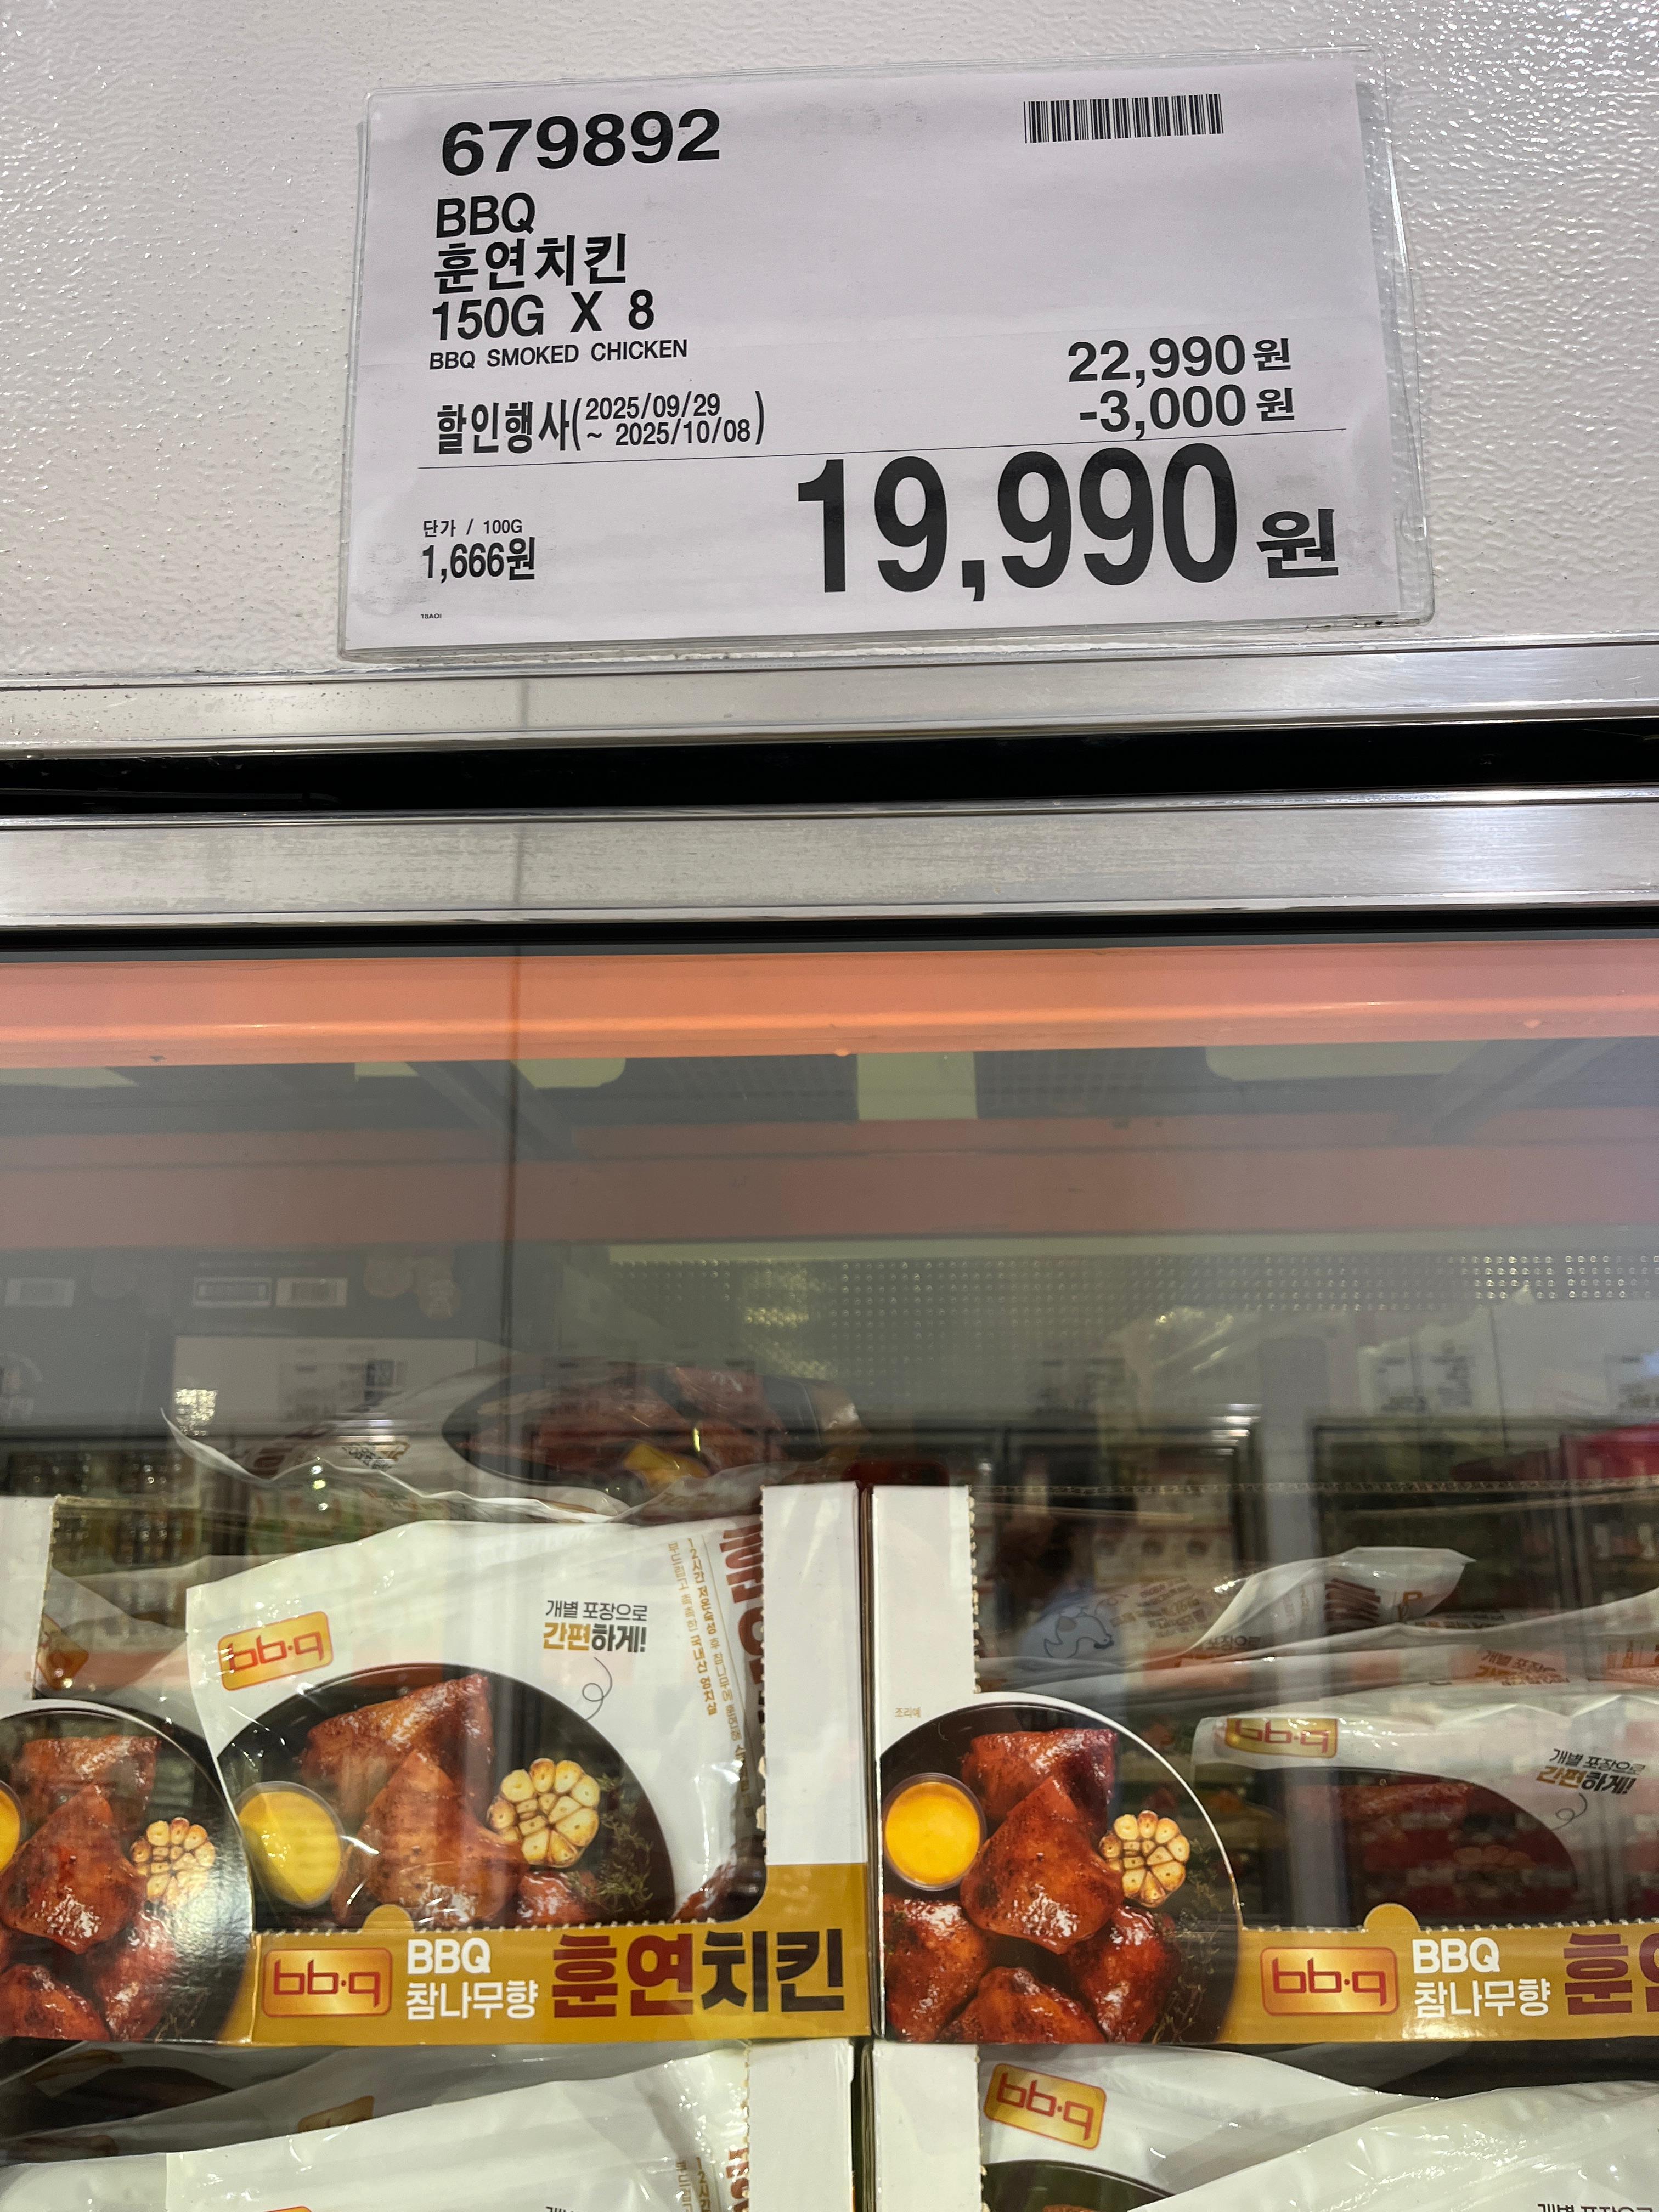 679892
BBQ
훈연치킨
150G X 8
BBQ SMOKED CHICKEN
22,990원
할인행사(2025/09/29
~ 2025/10/08)
-3,000원
19,990원
단가 / 100G
1,666원
bb·q
개별 포장으로
간편하게!
조리예
bb·q
개별 포장으로
간편하게!
bb·q
BBQ
참나무향
훈연치킨
bb·q
BBQ
참나무향
bb·q